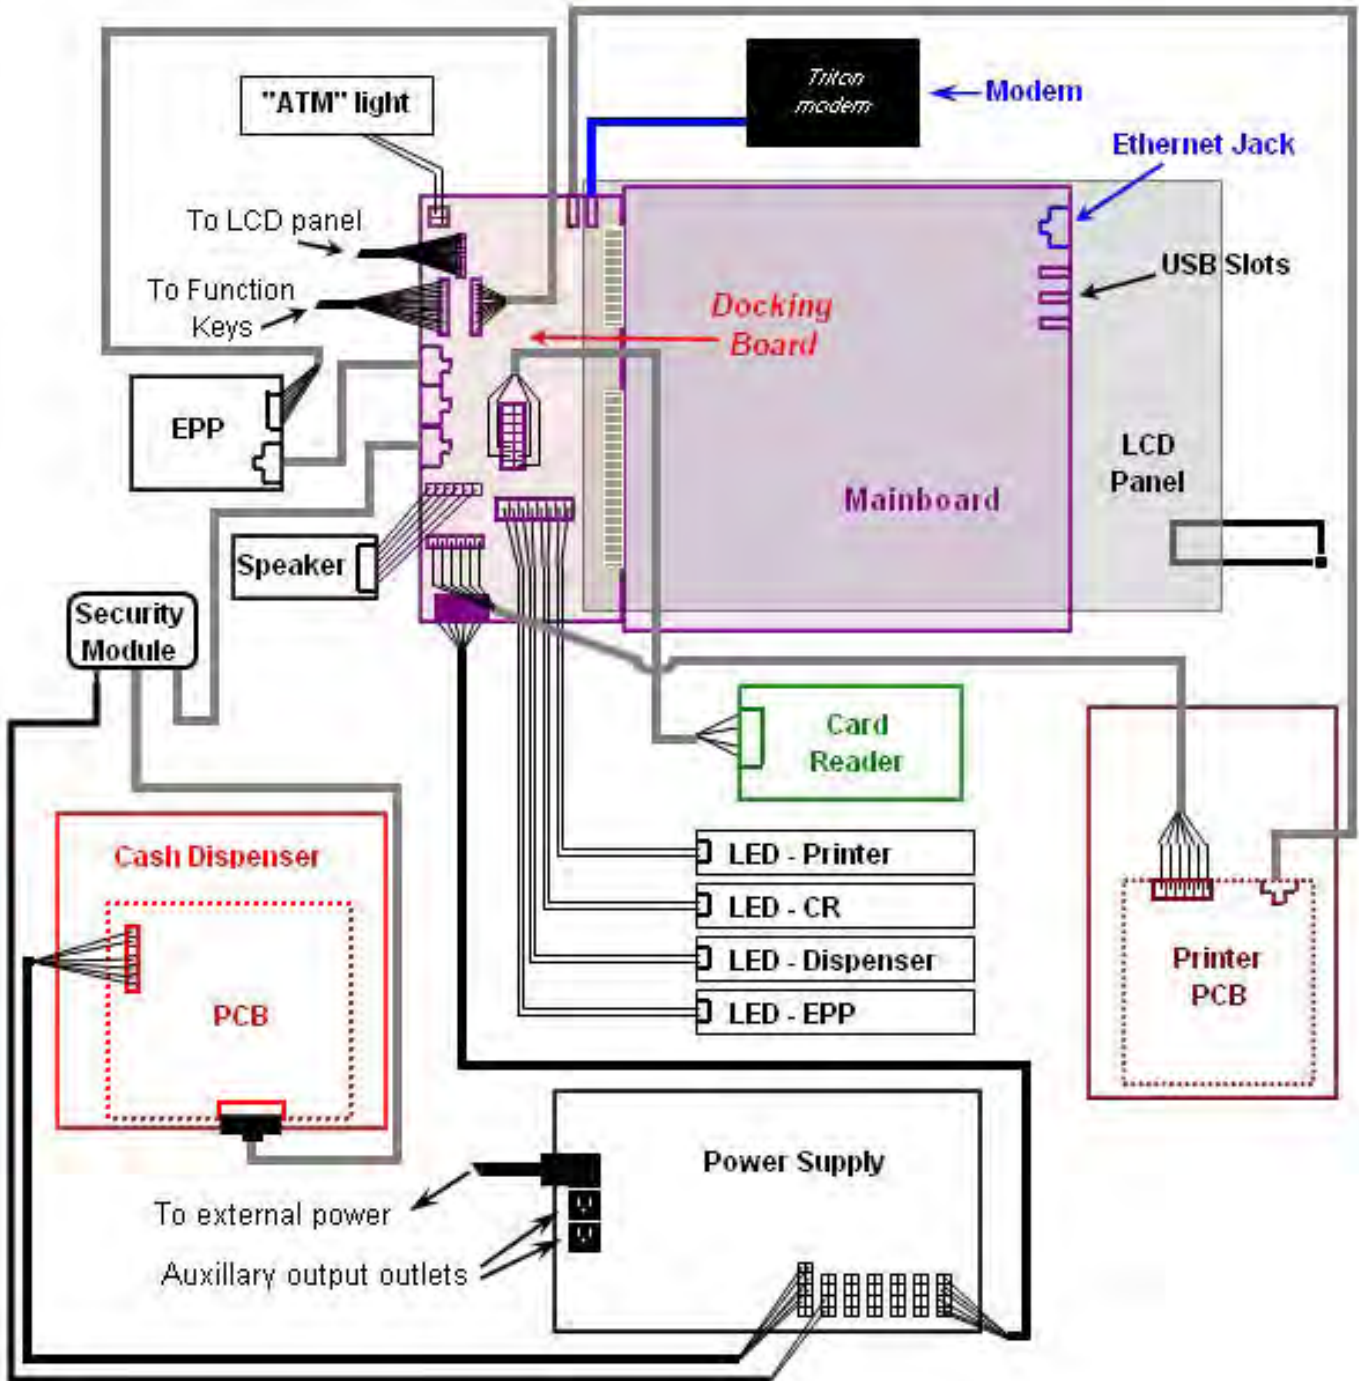 Triton
modem
Modem
"ATM" light
Ethernet Jack
To LCD panel
USB Slots
To Function
Keys
Docking
Board
EPP
LCD
Panel
Mainboard
Speaker
Security
Module
Card
Reader
Cash Dispenser
LED - Printer
LED - CR
LED - Dispenser
LED - EPP
Printer
PCB
PCB
Power Supply
To external power
Auxillary output outlets